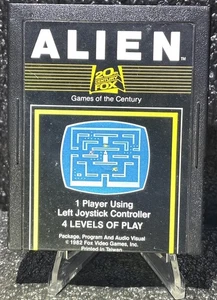 ALIEN™
20th
CENTURY
FOX
Games of the Century
1 Player Using
Left Joystick Controller
4 LEVELS OF PLAY
Package, Program And Audio Visual
© 1982 Fox Video Games, Inc.
Printed In Taiwan